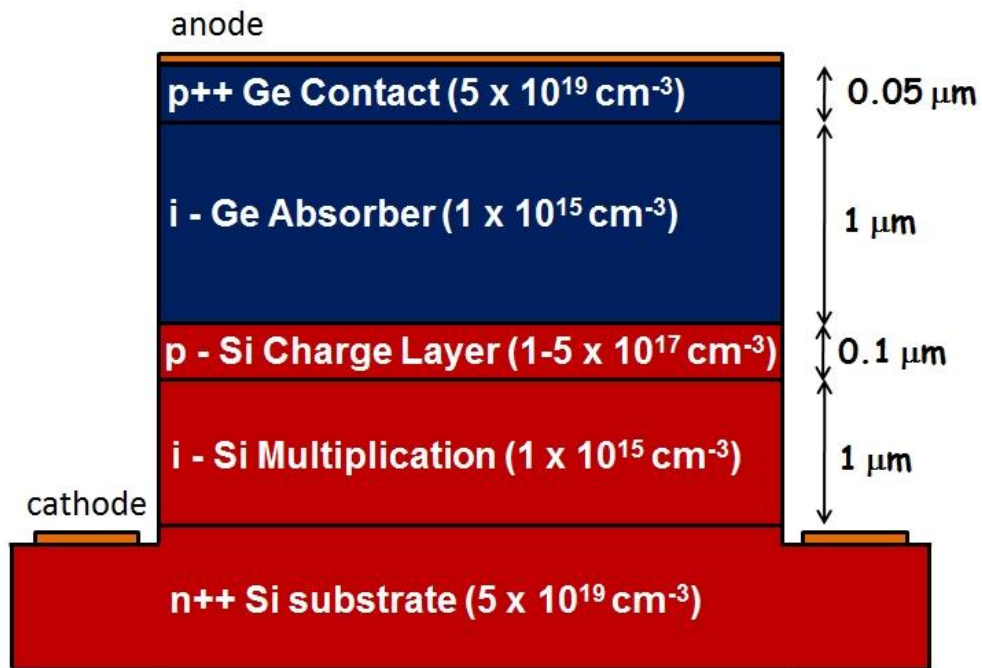 anode
p++ Ge Contact (5 x 10¹⁹ cm⁻³)
0.05 μm
i - Ge Absorber (1 x 10¹⁵ cm⁻³)
1 μm
p - Si Charge Layer (1-5 x 10¹⁷ cm⁻³)
0.1 μm
i - Si Multiplication (1 x 10¹⁵ cm⁻³)
1 μm
cathode
n++ Si substrate (5 x 10¹⁹ cm⁻³)